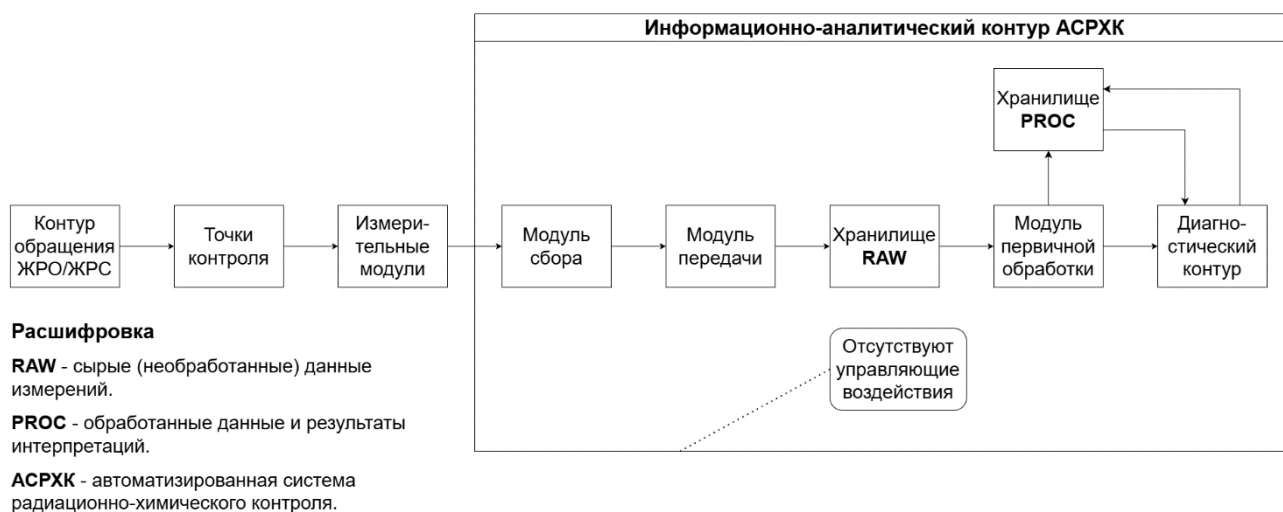 Информационно-аналитический контур АСРХК
Хранилище
PROC
Контур
обращения
ЖРО/ЖРС
Точки
контроля
Измери-
тельные
модули
Модуль
сбора
Модуль
передачи
Хранилище
RAW
Модуль
первичной
обработки
Диагно-
стический
контур
Отсутствуют
управляющие
воздействия
Расшифровка
RAW - сырые (необработанные) данные
измерений.
PROC - обработанные данные и результаты
интерпретаций.
АСРХК - автоматизированная система
радиационно-химического контроля.